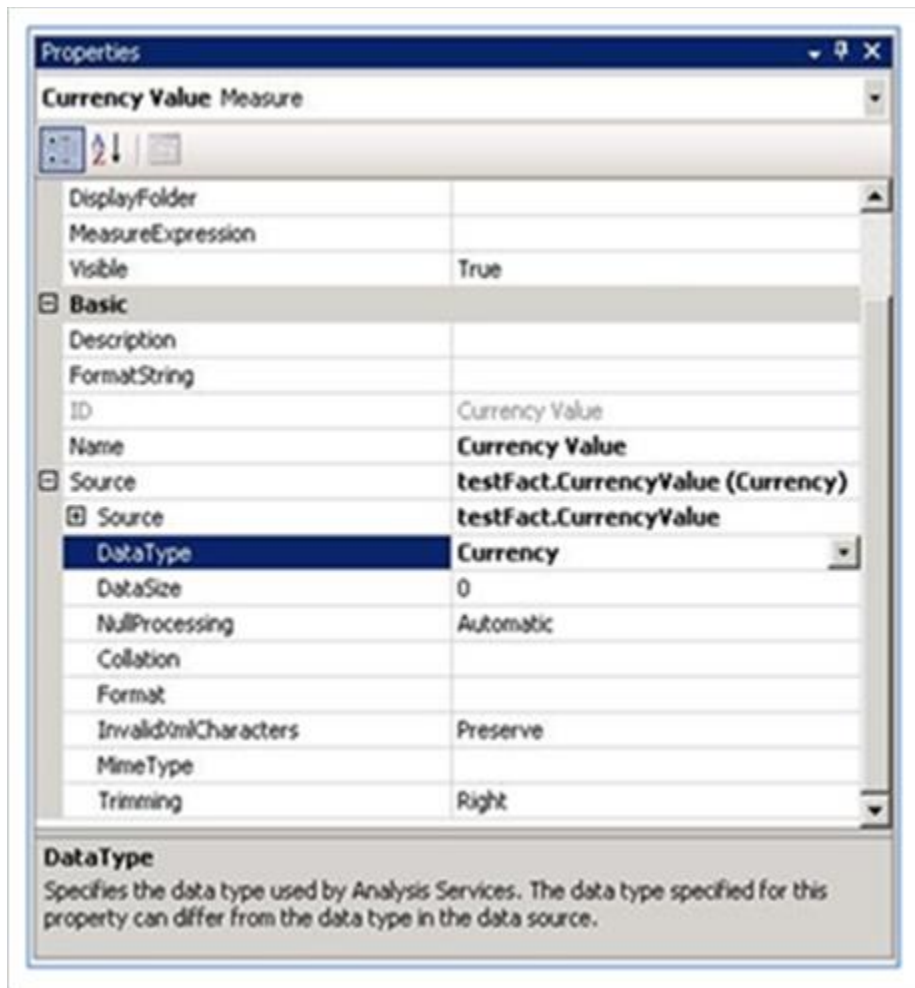 Properties
Currency Value Measure
DisplayFolder
MeasureExpression
Visible True
Basic
Description
FormatString
ID Currency Value
Name Currency Value
Source testFact.CurrencyValue (Currency)
Source testFact.CurrencyValue
DataType Currency
DataSize 0
NullProcessing Automatic
Collation
Format
InvalidXmlCharacters Preserve
MimeType
Trimming Right
DataType
Specifies the data type used by Analysis Services. The data type specified for this
property can differ from the data type in the data source.